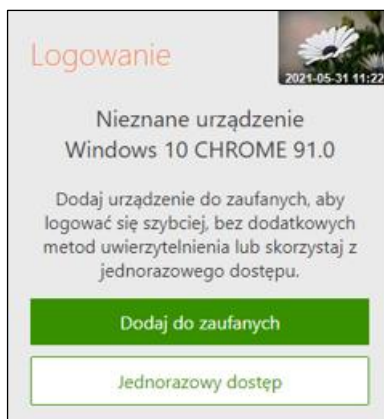 Logowanie
2021-05-31 11:22
Nieznane urządzenie
Windows 10 CHROME 91.0
Dodaj urządzenie do zaufanych, aby
logować się szybciej, bez dodatkowych
metod uwierzytelnienia lub skorzystaj z
jednorazowego dostępu.
Dodaj do zaufanych
Jednorazowy dostęp